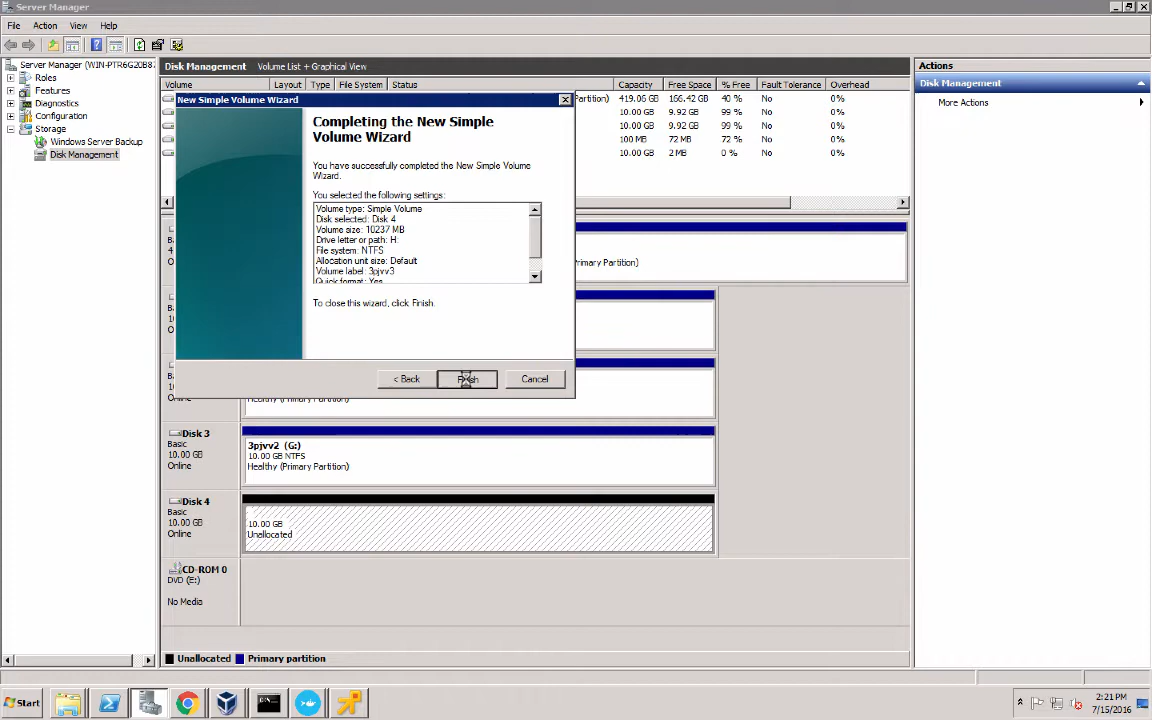 Server Manager
File Action View Help
Server Manager (WIN-PTR6G20B87
Roles
Features
Diagnostics
Configuration
Storage
Windows Server Backup
Disk Management
Disk Management Volume List + Graphical View
Volume Layout Type File System Status Capacity Free Space % Free Fault Tolerance Overhead
Partition) 419.06 GB 166.42 GB 40 % No 0%
10.00 GB 9.92 GB 99 % No 0%
10.00 GB 9.92 GB 99 % No 0%
100 MB 72 MB 72 % No 0%
10.00 GB 2 MB 0 % No 0%
New Simple Volume Wizard
Completing the New Simple
Volume Wizard
You have successfully completed the New Simple Volume
Wizard.
You selected the following settings:
Volume type: Simple Volume
Disk selected: Disk 4
Volume size: 10237 MB
Drive letter or path: H:
File system: NTFS
Allocation unit size: Default
Volume label: 3pjvv3
Quick format: Yes
To close this wizard, click Finish.
< Back Finish Cancel
rimary Partition)
Online
Healthy (Primary Partition)
Disk 3
Basic
10.00 GB
Online
3pjvv2 (G:)
10.00 GB NTFS
Healthy (Primary Partition)
Disk 4
Basic
10.00 GB
Online
10.00 GB
Unallocated
CD-ROM 0
DVD (E:)
No Media
Unallocated Primary partition
Actions
Disk Management
More Actions
Start
2:21 PM
7/15/2016